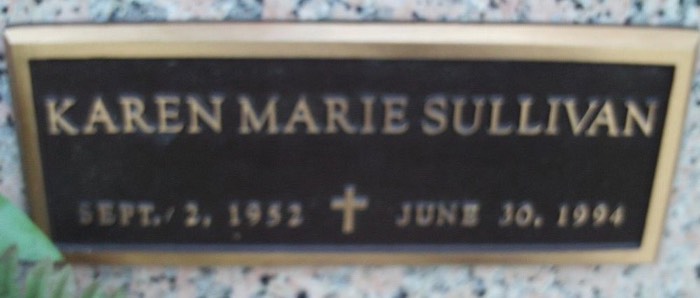 KAREN MARIE SULLIVAN
SEPT. 2, 1952 JUNE 30, 1994